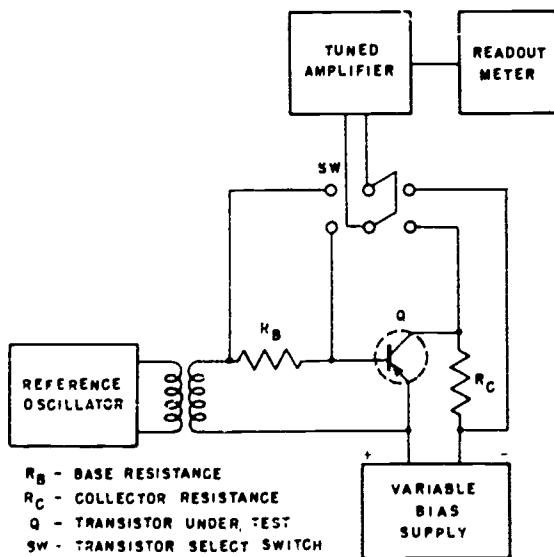 TUNED
AMPLIFIER
READOUT
METER
SW
R_B
Q
R_C
REFERENCE
OSCILLATOR
+
-
VARIABLE
BIAS
SUPPLY
R_B - BASE RESISTANCE
R_C - COLLECTOR RESISTANCE
Q - TRANSISTOR UNDER TEST
SW - TRANSISTOR SELECT SWITCH